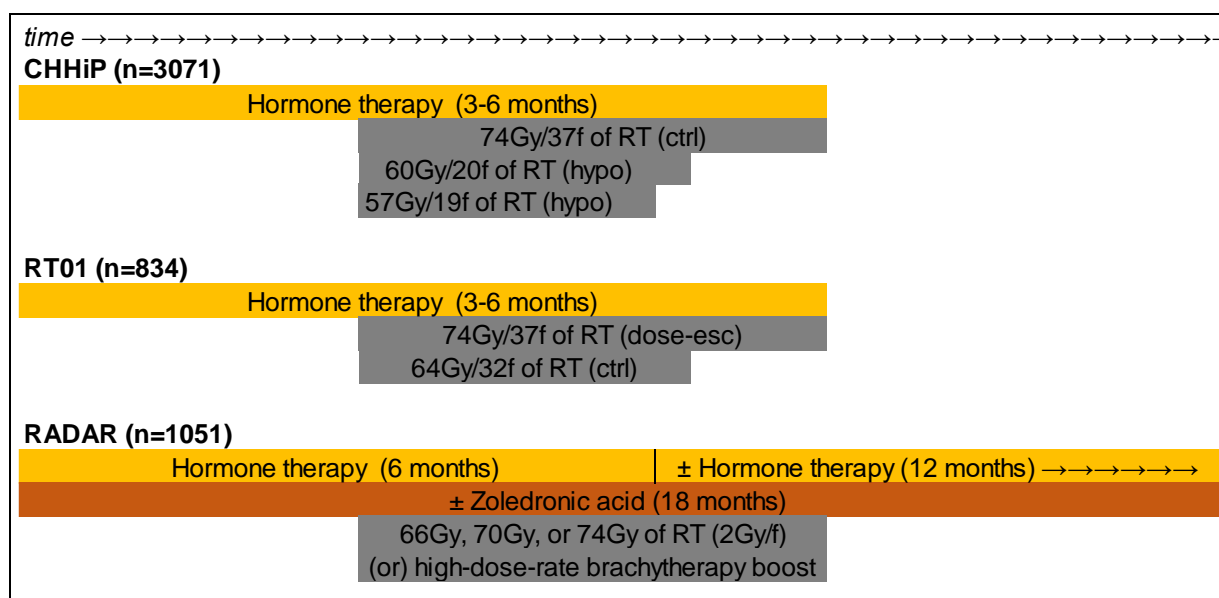 time →→→→→→→→→→→→→→→→→→→→→→→→→→→→→→→→→→→→→→→→→→→
CHHiP (n=3071)
Hormone therapy (3-6 months)
74Gy/37f of RT (ctrl)
60Gy/20f of RT (hypo)
57Gy/19f of RT (hypo)
RT01 (n=834)
Hormone therapy (3-6 months)
74Gy/37f of RT (dose-esc)
64Gy/32f of RT (ctrl)
RADAR (n=1051)
Hormone therapy (6 months) ± Hormone therapy (12 months) →→→→→→
± Zoledronic acid (18 months)
66Gy, 70Gy, or 74Gy of RT (2Gy/f)
(or) high-dose-rate brachytherapy boost